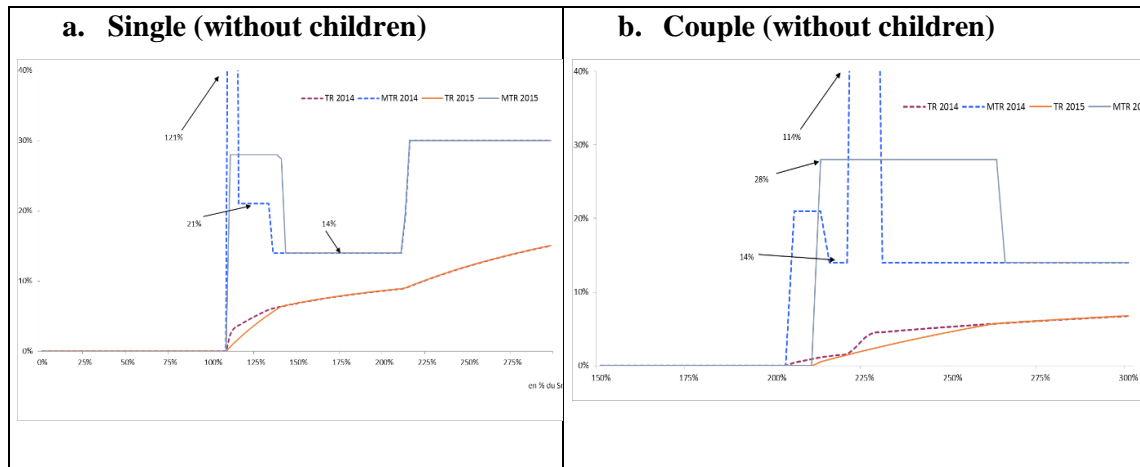 a. Single (without children)
40%
TR 2014 MTR 2014 TR 2015 MTR 2015
121%
30%
21%
14%
20%
10%
0%
0% 25% 50% 75% 100% 125% 150% 175% 200% 225% 250% 275%
en % du Sm
b. Couple (without children)
40%
TR 2014 MTR 2014 TR 2015 MTR 20
114%
30%
28%
20%
14%
10%
0%
150% 175% 200% 225% 250% 275% 300%